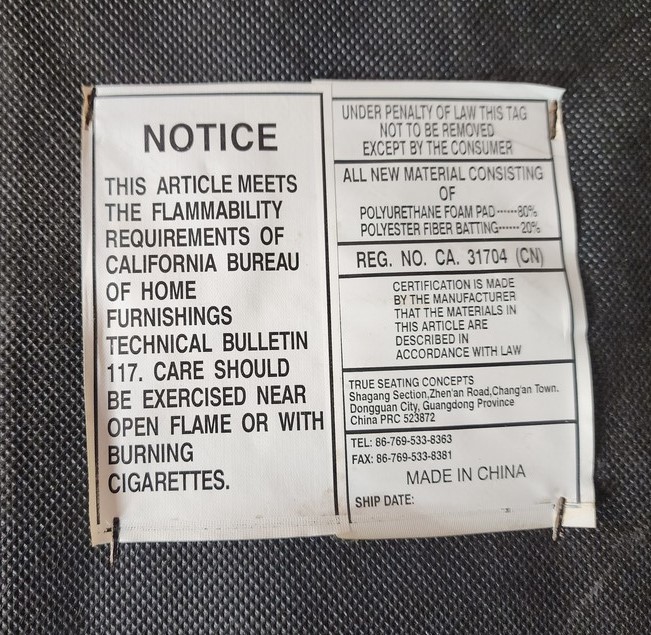 NOTICE
THIS ARTICLE MEETS
THE FLAMMABILITY
REQUIREMENTS OF
CALIFORNIA BUREAU
OF HOME
FURNISHINGS
TECHNICAL BULLETIN
117. CARE SHOULD
BE EXERCISED NEAR
OPEN FLAME OR WITH
BURNING
CIGARETTES.
UNDER PENALTY OF LAW THIS TAG
NOT TO BE REMOVED
EXCEPT BY THE CONSUMER
ALL NEW MATERIAL CONSISTING
OF
POLYURETHANE FOAM PAD------80%
POLYESTER FIBER BATTING------20%
REG. NO. CA. 31704 (CN)
CERTIFICATION IS MADE
BY THE MANUFACTURER
THAT THE MATERIALS IN
THIS ARTICLE ARE
DESCRIBED IN
ACCORDANCE WITH LAW
TRUE SEATING CONCEPTS
Shagang Section,Zhen'an Road,Chang'an Town.
Dongguan City, Guangdong Province
China PRC 523872
TEL: 86-769-533-8363
FAX: 86-769-533-8381
MADE IN CHINA
SHIP DATE: